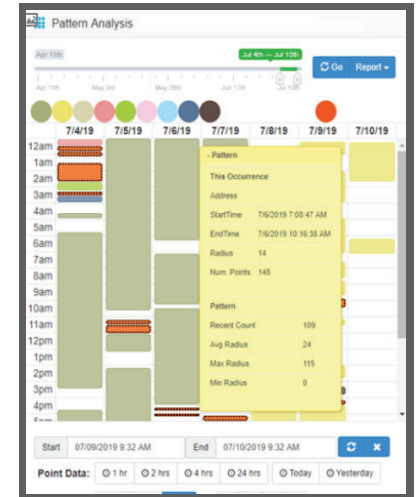 Pattern Analysis
Apr 11th
Jul 4th — Jul 10th
Go
Report
Apr 11th May 3rd May 26th Jun 17th Jul 10th
7/4/19 7/5/19 7/6/19 7/7/19 7/8/19 7/9/19 7/10/19
12am
1am
2am
3am
4am
5am
6am
7am
8am
9am
10am
11am
12pm
1pm
2pm
3pm
4pm
5pm
- Pattern
This Occurrence
Address
StartTime 7/6/2019 7:08:47 AM
EndTime 7/6/2019 10:16:38 AM
Radius 14
Num. Points 148
Pattern
Recent Count 109
Avg Radius 24
Max Radius 115
Min Radius 0
Start 07/09/2019 9:32 AM End 07/10/2019 9:32 AM
Point Data: 1 hr 2 hrs 4 hrs 24 hrs Today Yesterday